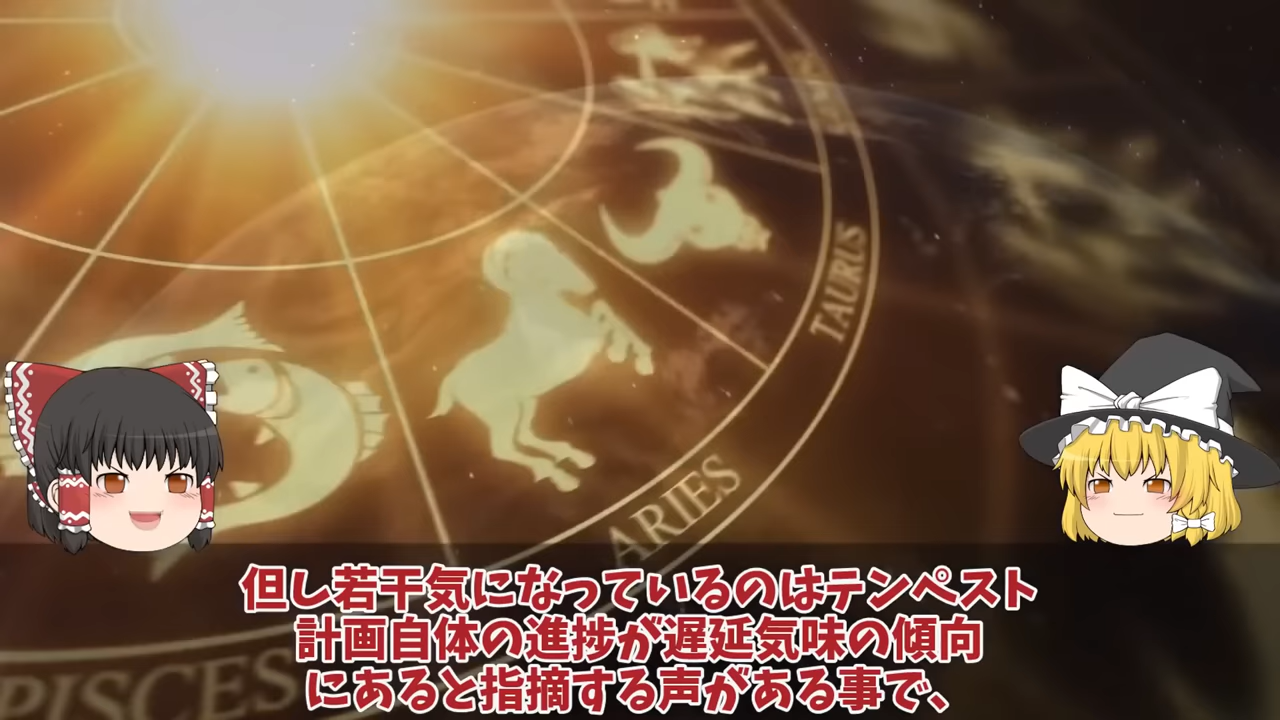 TAURUS
ARIES
PISCES
但し若干気になっているのはテンペスト
計画自体の進捗が遅延気味の傾向
にあると指摘する声がある事で、